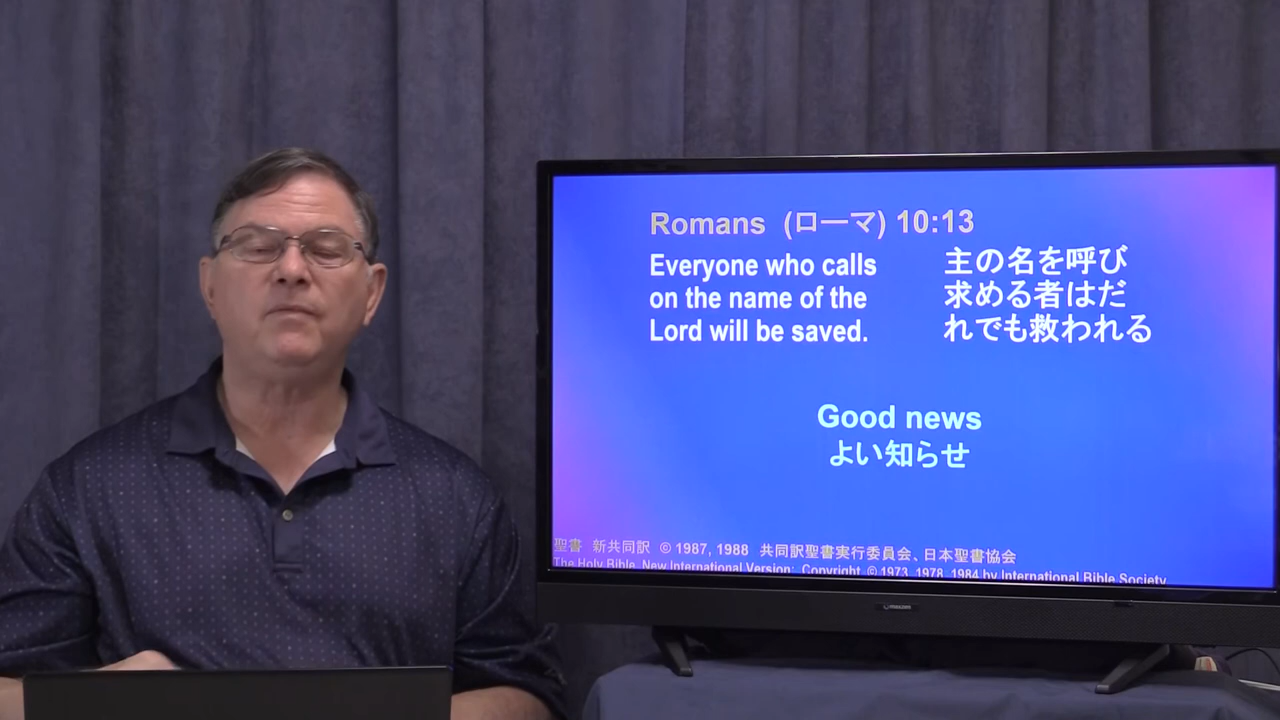 Romans (ローマ) 10:13
Everyone who calls
on the name of the
Lord will be saved.
主の名を呼び
求める者はだ
れでも救われる
Good news
よい知らせ
聖書 新共同訳 © 1987, 1988 共同訳聖書実行委員会、日本聖書協会
The Holy Bible, New International Version: Copyright © 1973, 1978, 1984 by International Bible Society
maxzen